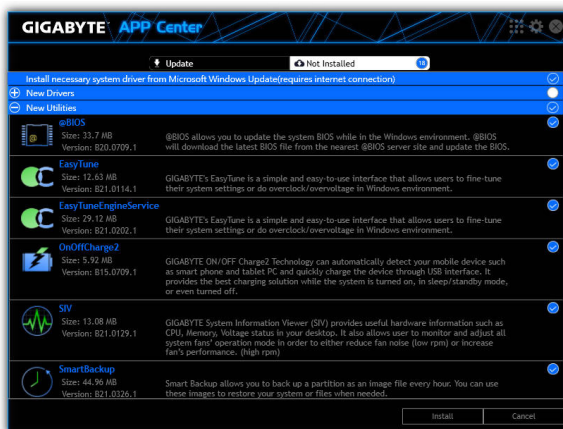 GIGABYTE™ APP Center
Update
Not Installed
18
Install necessary system driver from Microsoft Windows Update(requires internet connection)
New Drivers
New Utilities
@BIOS
Size: 33.7 MB
Version: B20.0709.1
@BIOS allows you to update the system BIOS while in the Windows environment. @BIOS
will download the latest BIOS file from the nearest @BIOS server site and update the BIOS.
EasyTune
Size: 12.63 MB
Version: B21.0114.1
GIGABYTE's EasyTune is a simple and easy-to-use interface that allows users to fine-tune
their system settings or do overclock/overvoltage in Windows environment.
EasyTuneEngineService
Size: 29.12 MB
Version: B21.0202.1
GIGABYTE's EasyTune is a simple and easy-to-use interface that allows users to fine-tune
their system settings or do overclock/overvoltage in Windows environment.
OnOffCharge2
Size: 5.92 MB
Version: B15.0709.1
GIGABYTE ON/OFF Charge2 Technology can automatically detect your mobile device such
as smart phone and tablet PC and quickly charge the device through USB interface. It
provides the best charging solution while the system is turned on, in sleep/standby mode,
or even turned off.
SIV
Size: 13.08 MB
Version: B21.0129.1
GIGABYTE System Information Viewer (SIV) provides useful hardware information such as
CPU, Memory, Voltage status in your desktop. It also allows user to monitor and adjust all
system fans' operation mode in order to either reduce fan noise (low rpm) or increase
fan's performance. (high rpm)
SmartBackup
Size: 44.96 MB
Version: B21.0326.1
Smart Backup allows you to back up a partition as an image file every hour. You can use
these images to restore your system or files when needed.
Install
Cancel